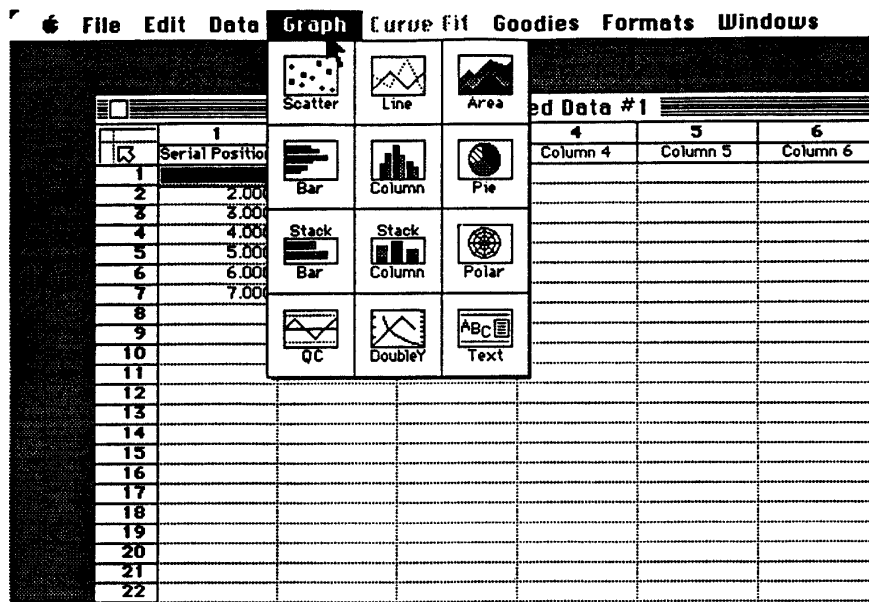 File Edit Data Graph Curve Fit Goodies Formats Windows
Scatter Line Area
ed Data #1
1 4 5 6
Serial Position Column 4 Column 5 Column 6
Bar Column Pie
Stack Stack
Bar Column Polar
ABC
QC DoubleY Text
1
2 2.000
3 3.000
4 4.000
5 5.000
6 6.000
7 7.000
8
9
10
11
12
13
14
15
16
17
18
19
20
21
22